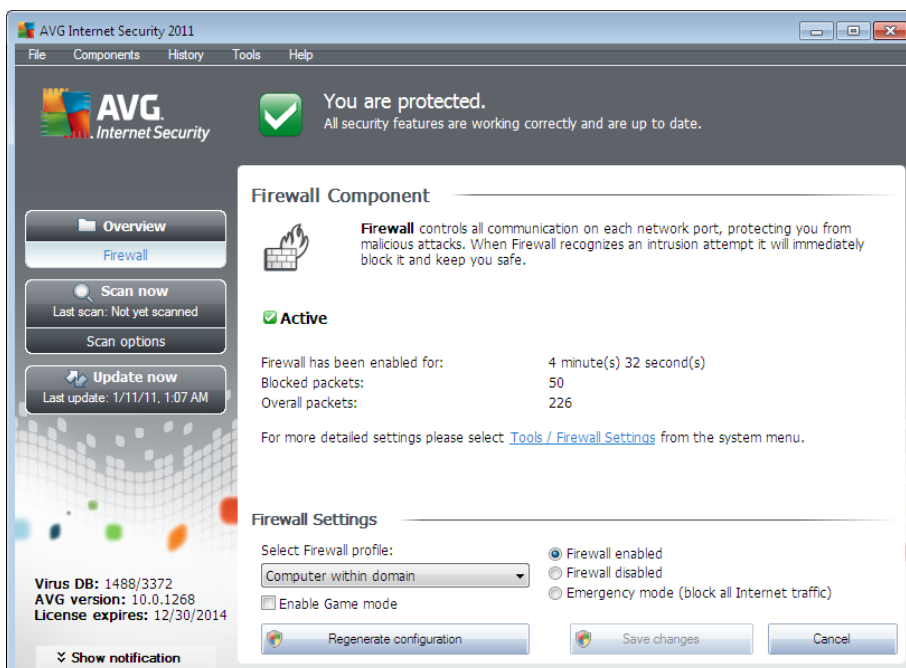 AVG Internet Security 2011
File Components History Tools Help
AVG.
Internet Security
You are protected.
All security features are working correctly and are up to date.
Overview
Firewall
Scan now
Last scan: Not yet scanned
Scan options
Update now
Last update: 1/11/11, 1:07 AM
Virus DB: 1488/3372
AVG version: 10.0.1268
License expires: 12/30/2014
Show notification
Firewall Component
Firewall controls all communication on each network port, protecting you from
malicious attacks. When Firewall recognizes an intrusion attempt it will immediately
block it and keep you safe.
Active
Firewall has been enabled for: 4 minute(s) 32 second(s)
Blocked packets: 50
Overall packets: 226
For more detailed settings please select Tools / Firewall Settings from the system menu.
Firewall Settings
Select Firewall profile:
Computer within domain
Enable Game mode
Firewall enabled
Firewall disabled
Emergency mode (block all Internet traffic)
Regenerate configuration
Save changes
Cancel